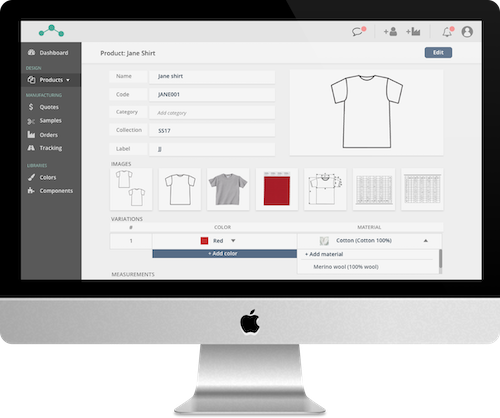 Dashboard
Product: Jane Shirt
Edit
DESIGN
Products
MANUFACTURING
Quotes
Samples
Orders
Tracking
LIBRARIES
Colors
Components
Name
Jane shirt
Code
JANE001
Category
Add category
Collection
SS17
Label
IMAGES
VARIATIONS
#
COLOR
MATERIAL
1
Red
Cotton (Cotton 100%)
+ Add color
+ Add material
Merino wool (100% wool)
MEASUREMENTS